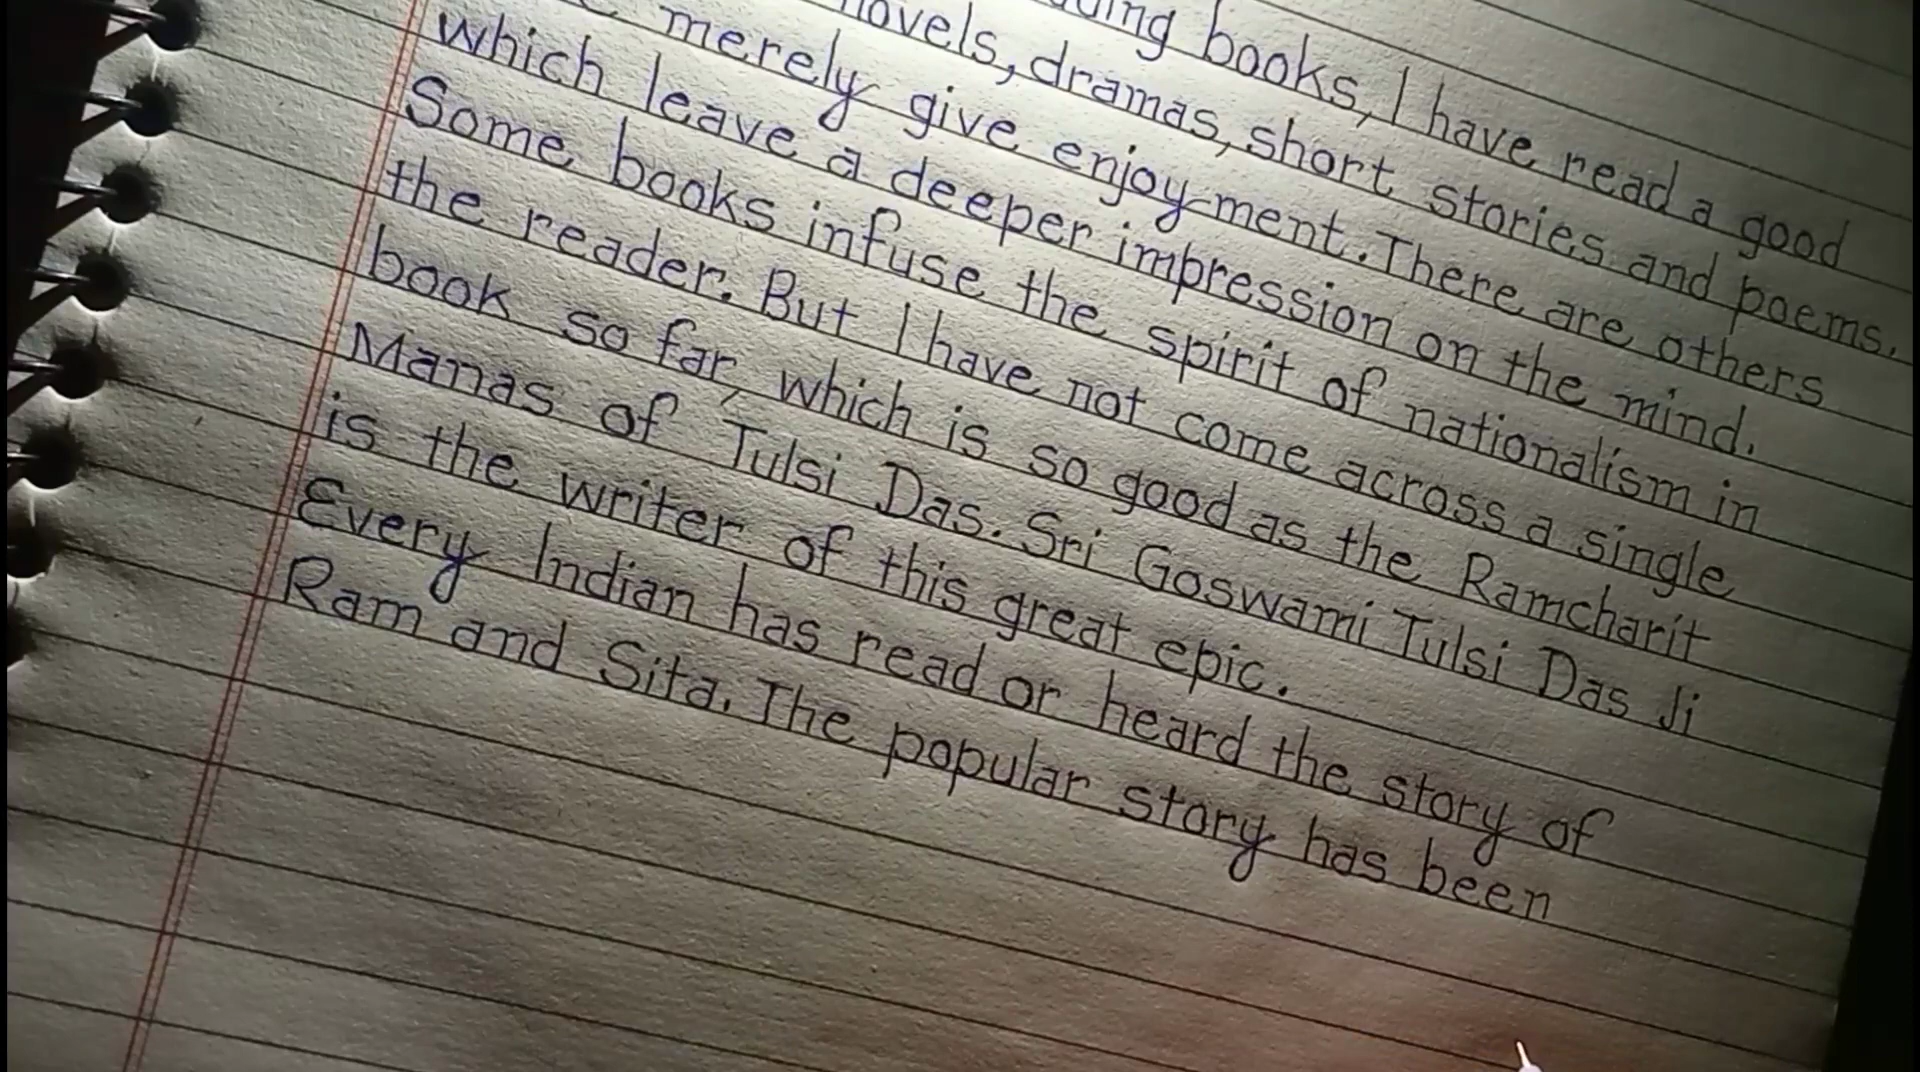 books, I have read a good
novels, dramas, short stories and poems.
merely give enjoyment. There are others
which leave a deeper impression on the mind.
Some books infuse the spirit of nationalism in
the reader. But I have not come across a single
book so far, which is so good as the Ramcharit
Manas of Tulsi Das. Sri Goswami Tulsi Das Ji
is the writer of this great epic.
Every Indian has read or heard the story of
Ram and Sita. The popular story has been